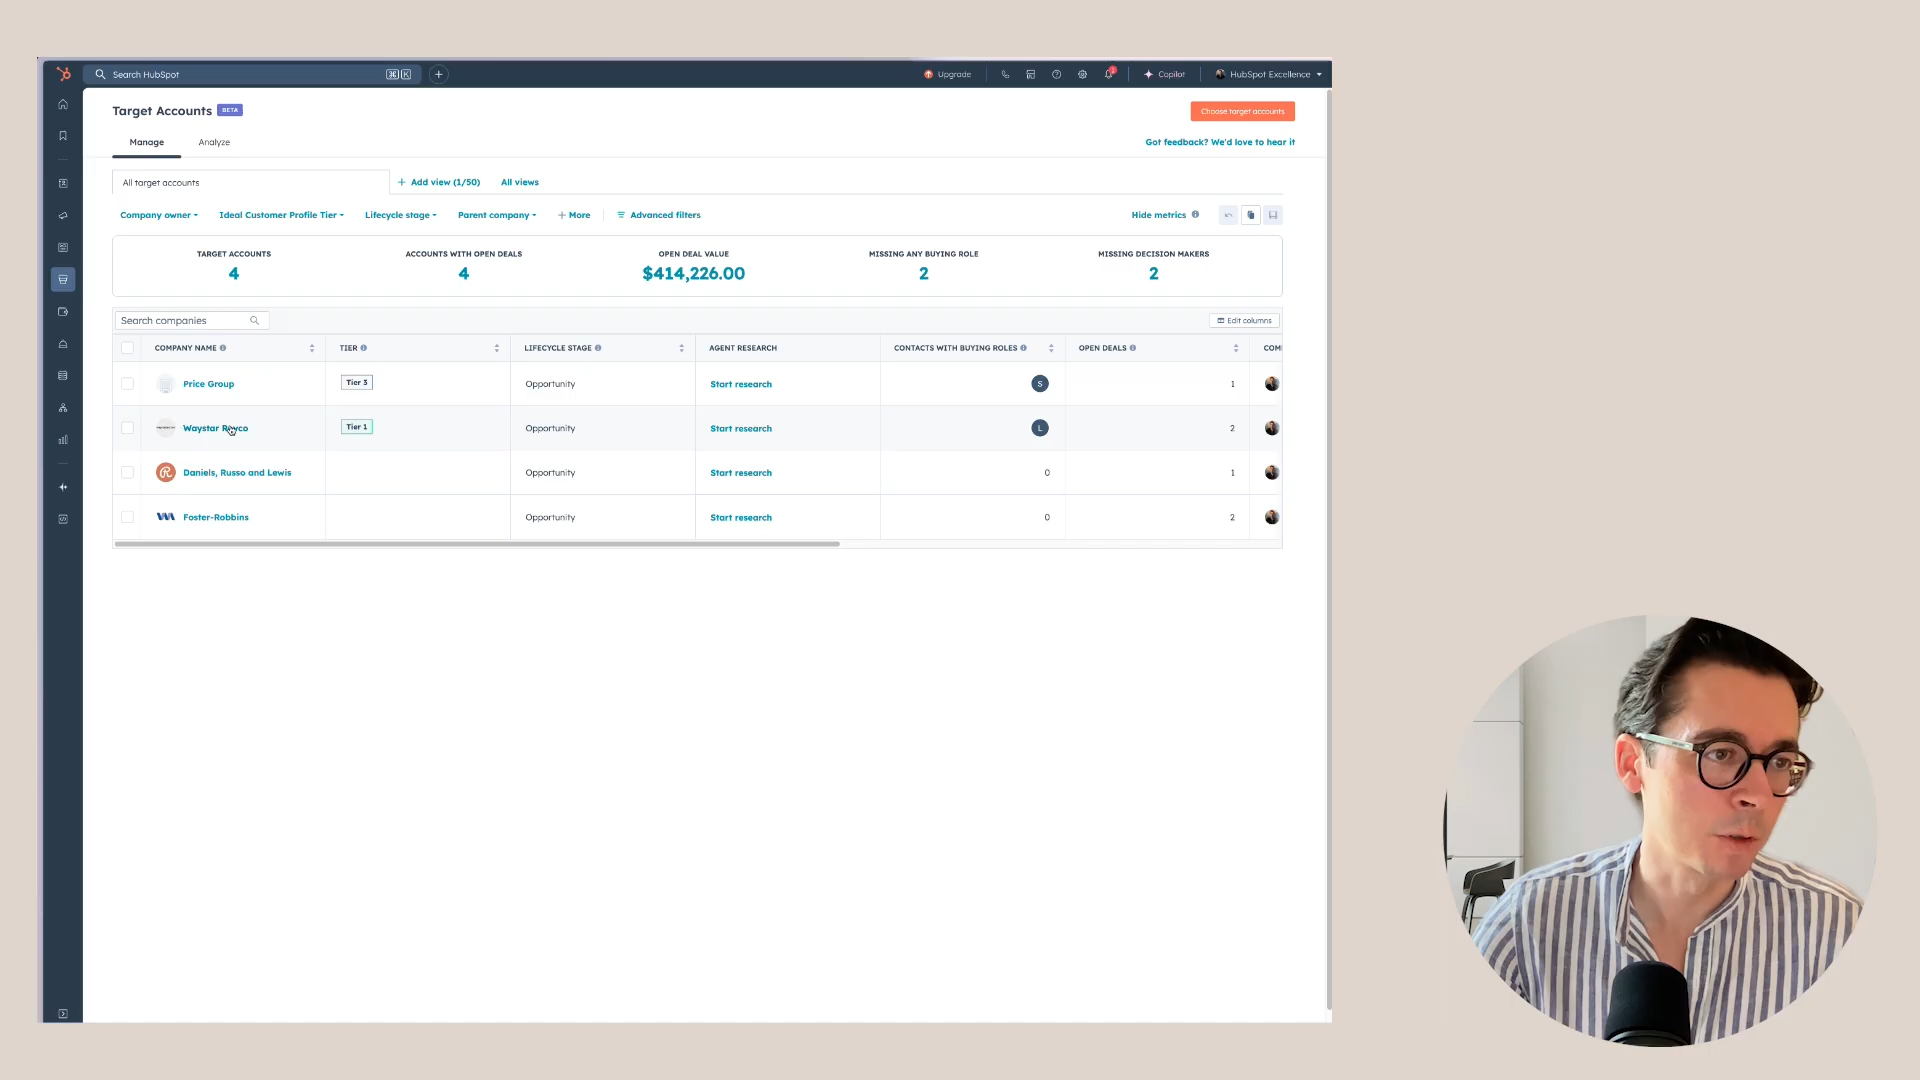 Search HubSpot ⌘ K
Upgrade
Copilot
HubSpot Excellence
Target Accounts BETA
Choose target accounts
Manage Analyze
Got feedback? We'd love to hear it
All target accounts
+ Add view (1/50) All views
Company owner Ideal Customer Profile Tier Lifecycle stage Parent company + More Advanced filters
Hide metrics
TARGET ACCOUNTS ACCOUNTS WITH OPEN DEALS OPEN DEAL VALUE MISSING ANY BUYING ROLE MISSING DECISION MAKERS
4 4 $414,226.00 2 2
Search companies
Edit columns
COMPANY NAME TIER LIFECYCLE STAGE AGENT RESEARCH CONTACTS WITH BUYING ROLES OPEN DEALS COM
Price Group Tier 3 Opportunity Start research S 1
Waystar Royco Tier 1 Opportunity Start research L 2
Daniels, Russo and Lewis Opportunity Start research 0 1
Foster-Robbins Opportunity Start research 0 2